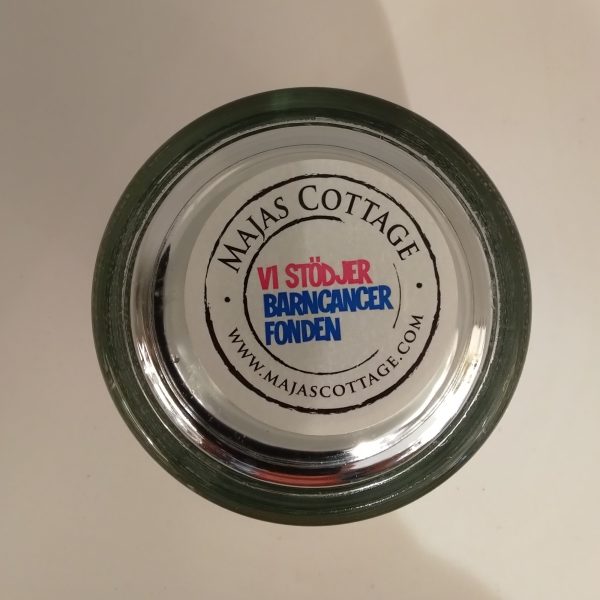 MAJAS COTTAGE
VI STÖDJER
BARNCANCER
FONDEN
WWW.MAJASCOTTAGE.COM